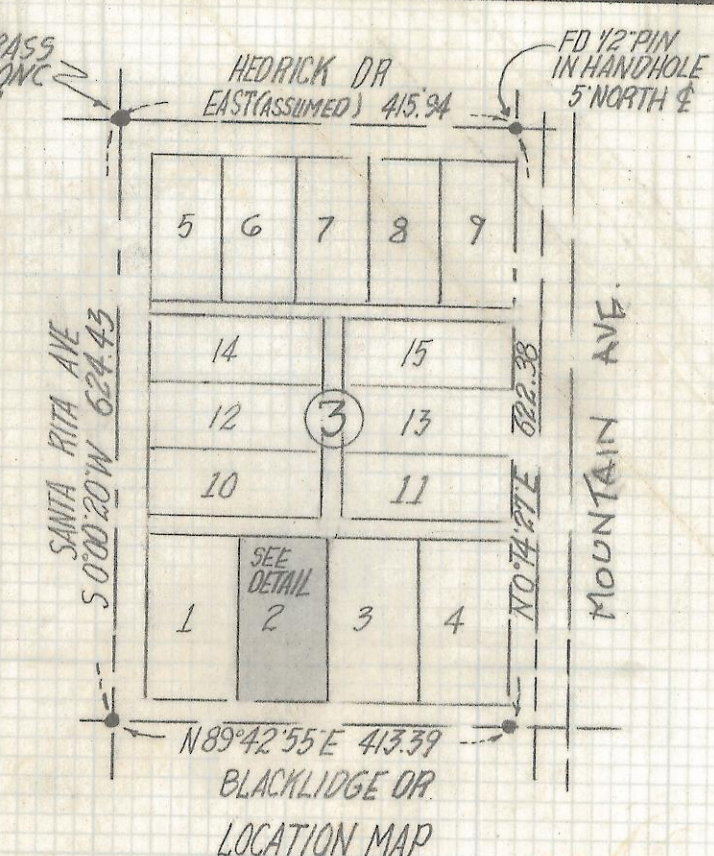 HEDRICK DR
EAST (ASSUMED) 415.94
FD 1/2" PIN
IN HANDHOLE
5' NORTH ℄
5
6
7
8
9
14
15
12
3
13
10
11
SANTA RITA AVE
S 0°00'20"W 624.43
N 0°14'27"E 622.38
MOUNTAIN AVE.
SEE
DETAIL
1
2
3
4
N 89°42'55"E 413.39
BLACKLIDGE DR
LOCATION MAP